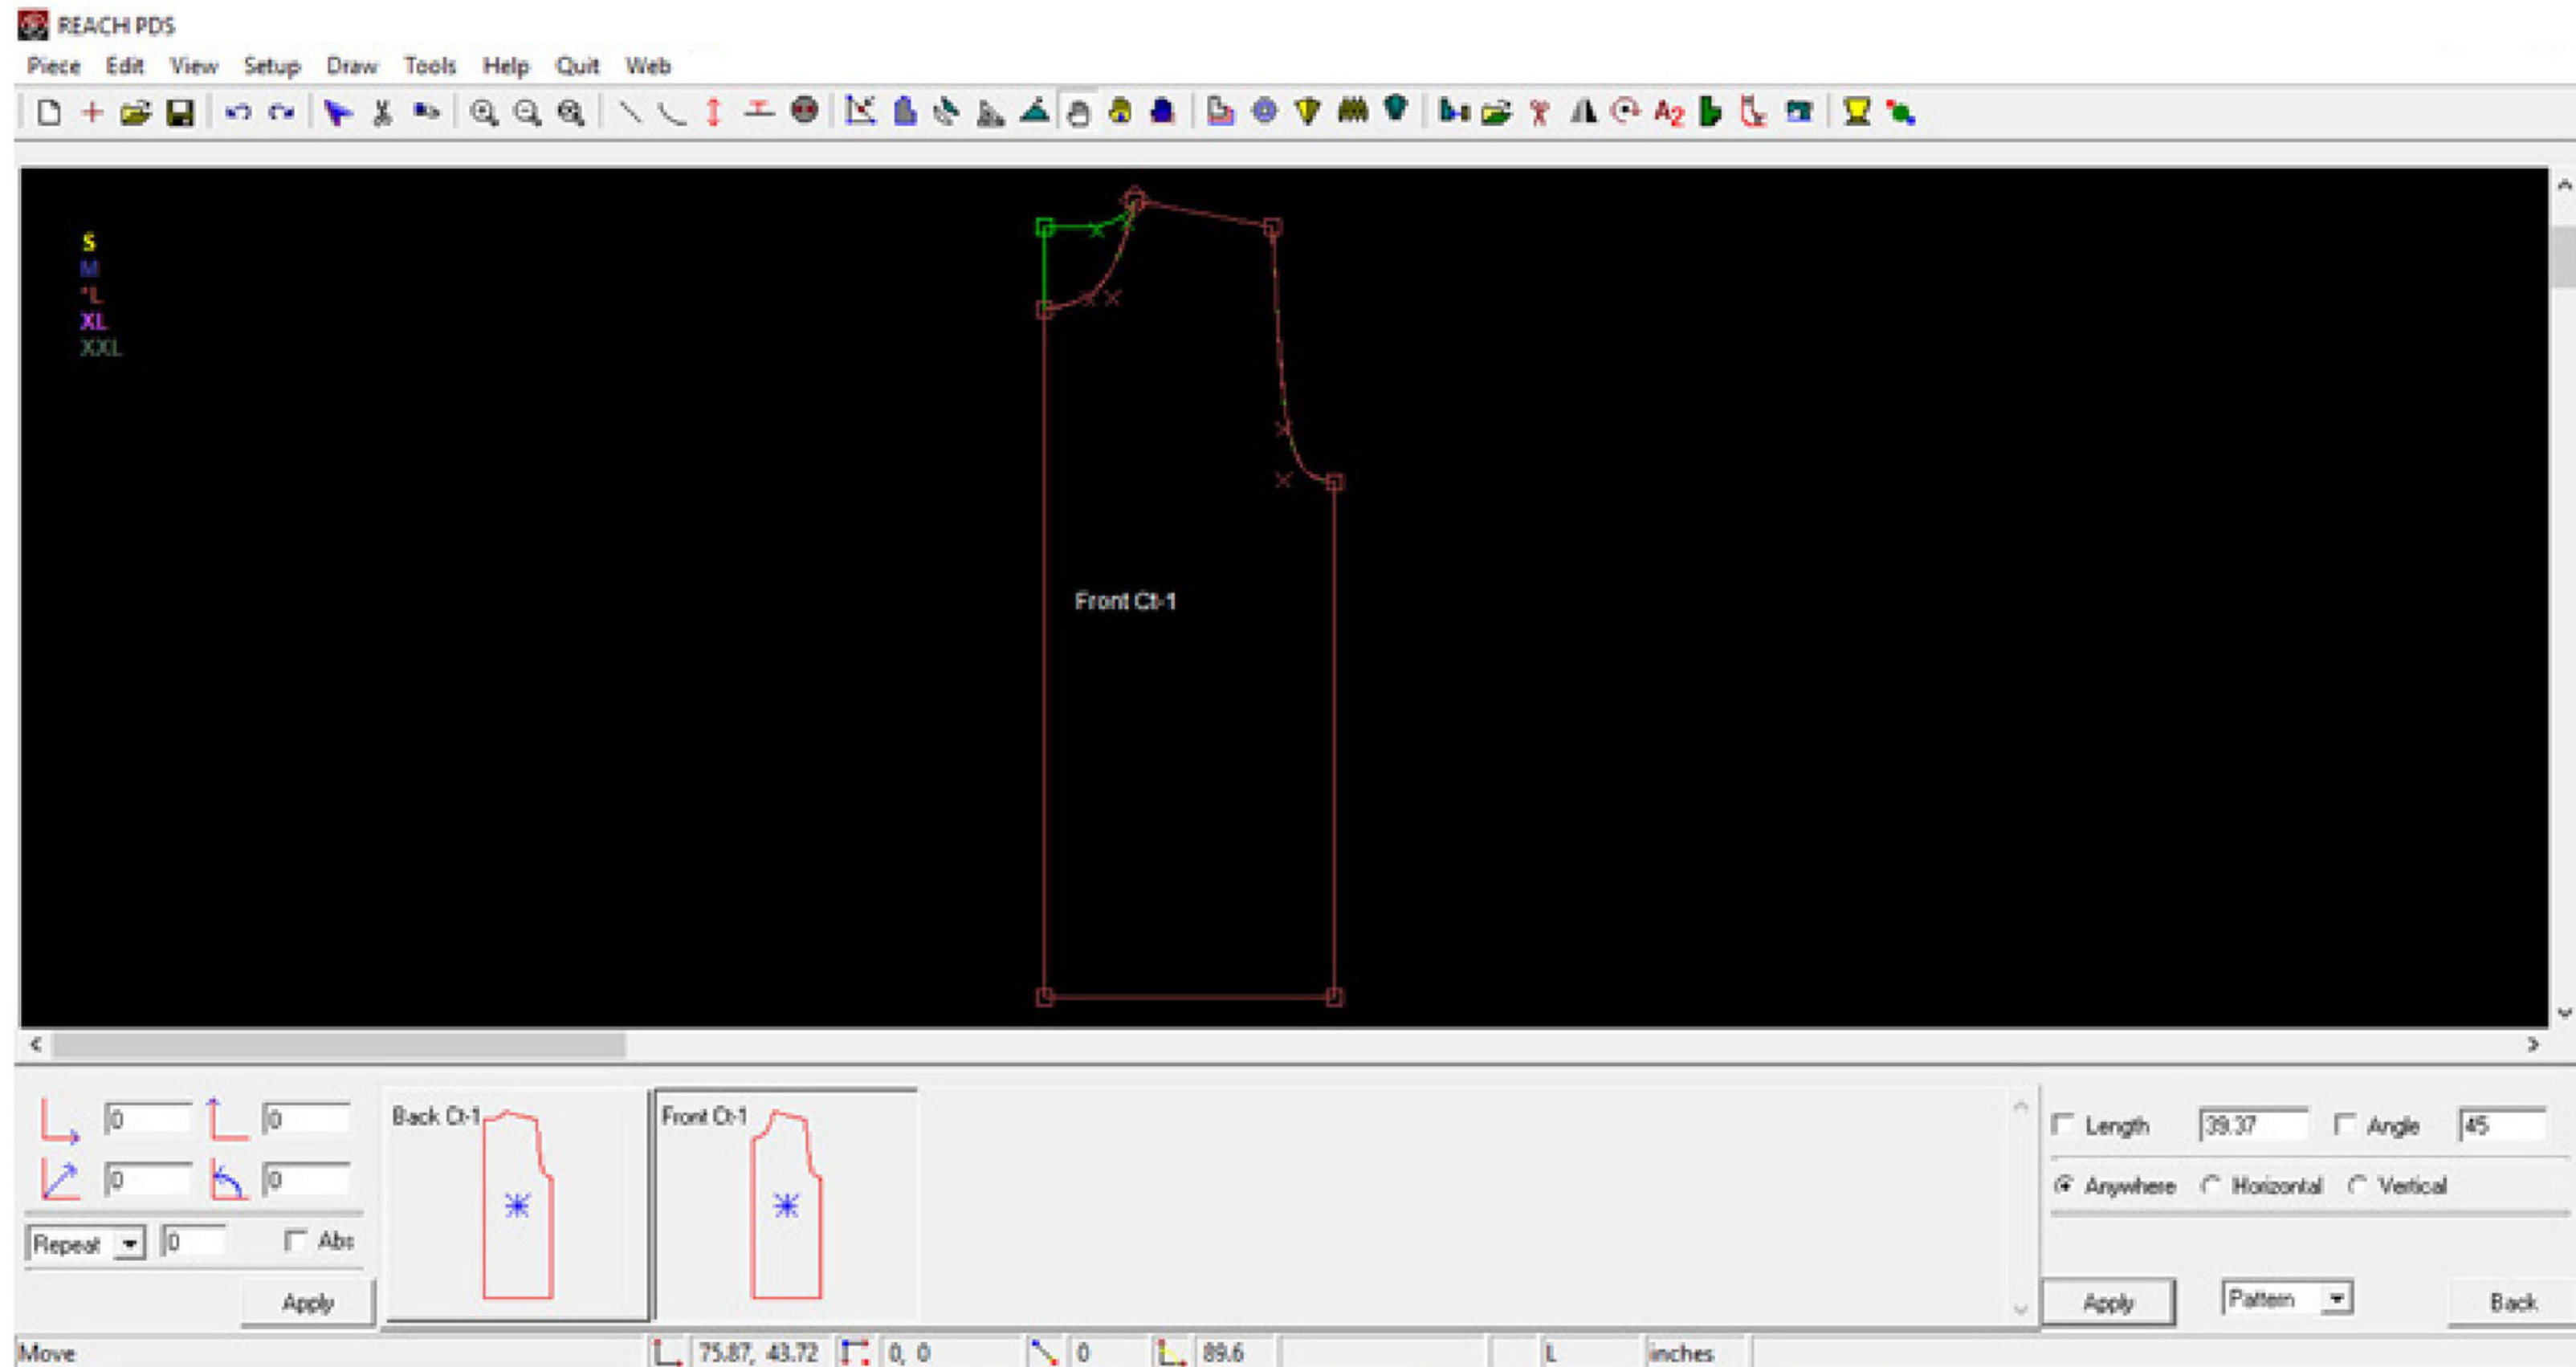 REACH PDS
Piece Edit View Setup Draw Tools Help Quit Web
A2
S
M
*L
XL
XXL
Front Ct-1
0 0 Back Ct-1 Front Ct-1 Length 39.37 Angle 45
0 0 Anywhere Horizontal Vertical
Repeat 0 Abs
Apply Apply Pattern Back
Move 75.87, 43.72 0, 0 0 89.6 L inches